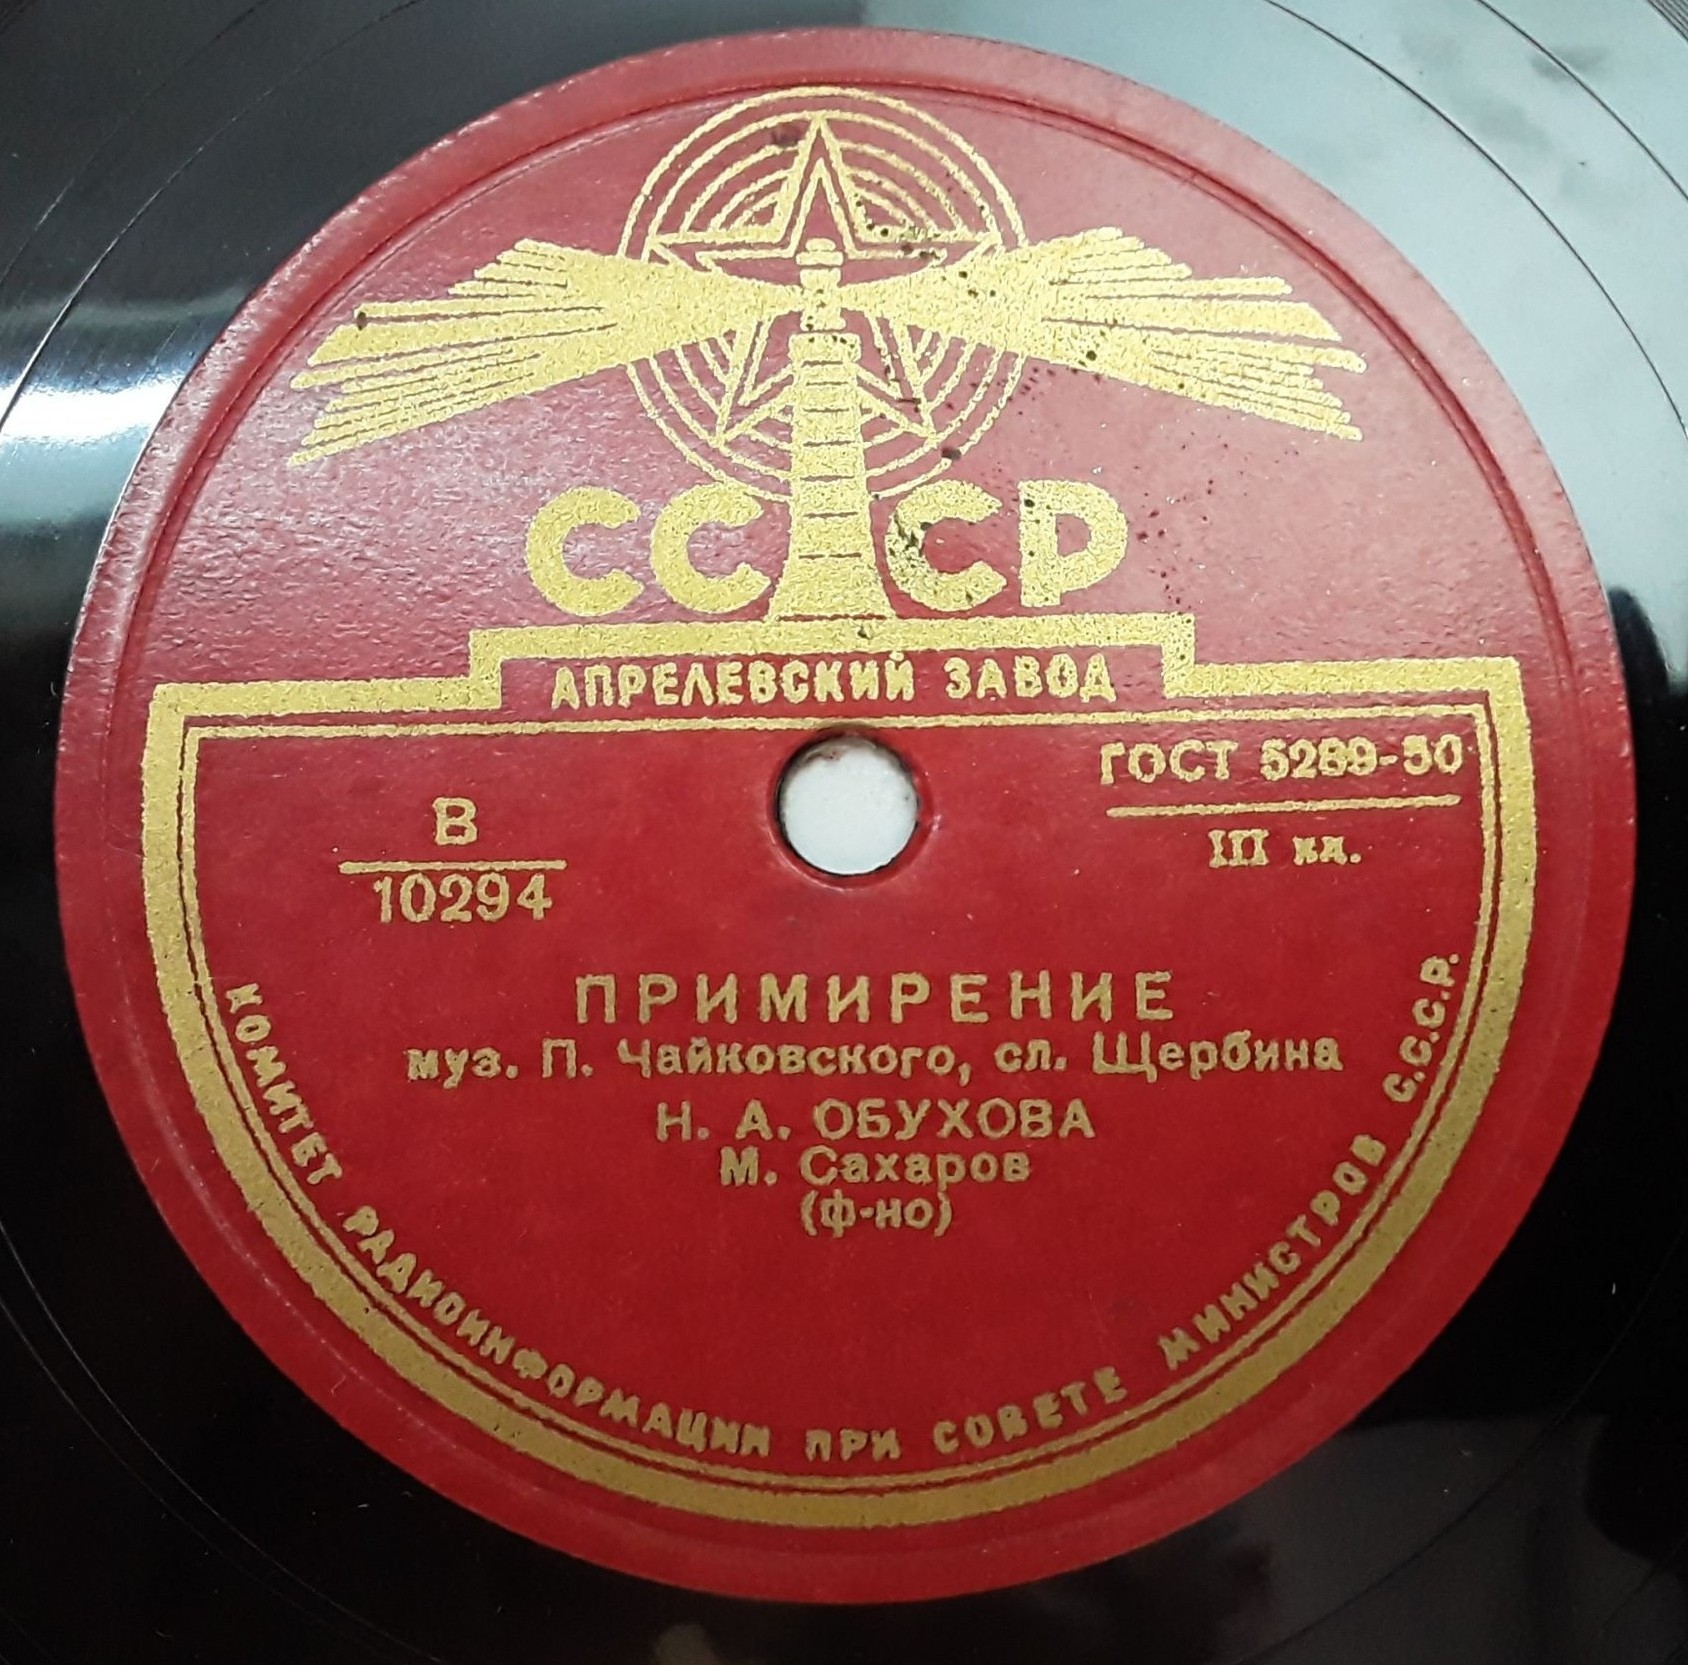 СССР
АПРЕЛЕВСКИЙ ЗАВОД
ГОСТ 5289-50
III кл.
В
10294
ПРИМИРЕНИЕ
муз. П. Чайковского, сл. Щербина
Н. А. ОБУХОВА
М. Сахаров
(ф-но)
КОМИТЕТ РАДИОИНФОРМАЦИИ ПРИ СОВЕТЕ МИНИСТРОВ С.С.С.Р.